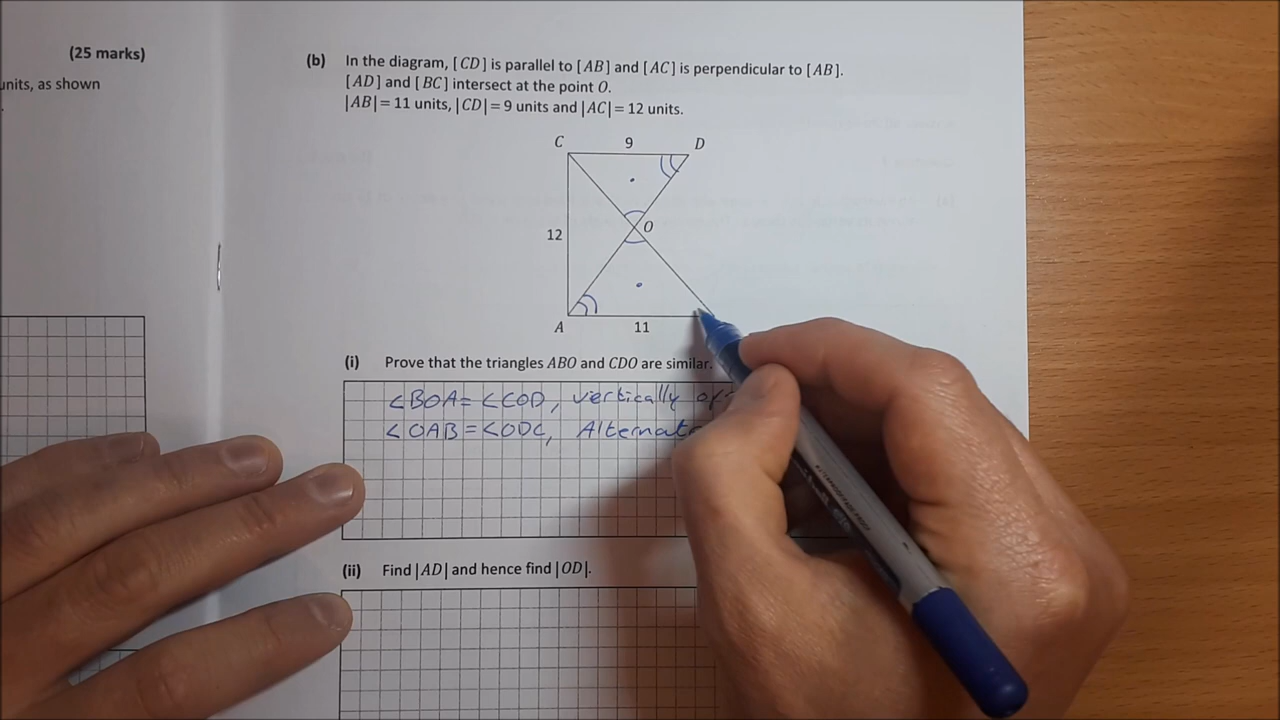 (25 marks)
units, as shown
(b) In the diagram, [CD] is parallel to [AB] and [AC] is perpendicular to [AB].
[AD] and [BC] intersect at the point O.
|AB| = 11 units, |CD| = 9 units and |AC| = 12 units.
C 9 D
O
12
A 11
(i) Prove that the triangles ABO and CDO are similar.
∠BOA = ∠COD, vertically
∠OAB = ∠ODC,
(ii) Find |AD| and hence find |OD|.